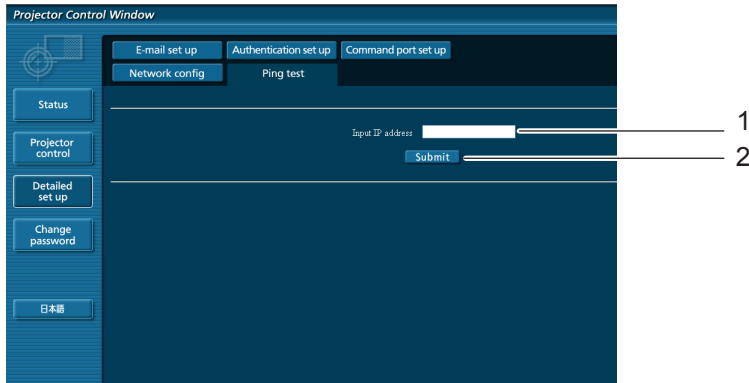 Projector Control Window
E-mail set up
Authentication set up
Command port set up
Network config
Ping test
Status
Projector
control
Detailed
set up
Change
password
日本語
Input IP address
Submit
1
2